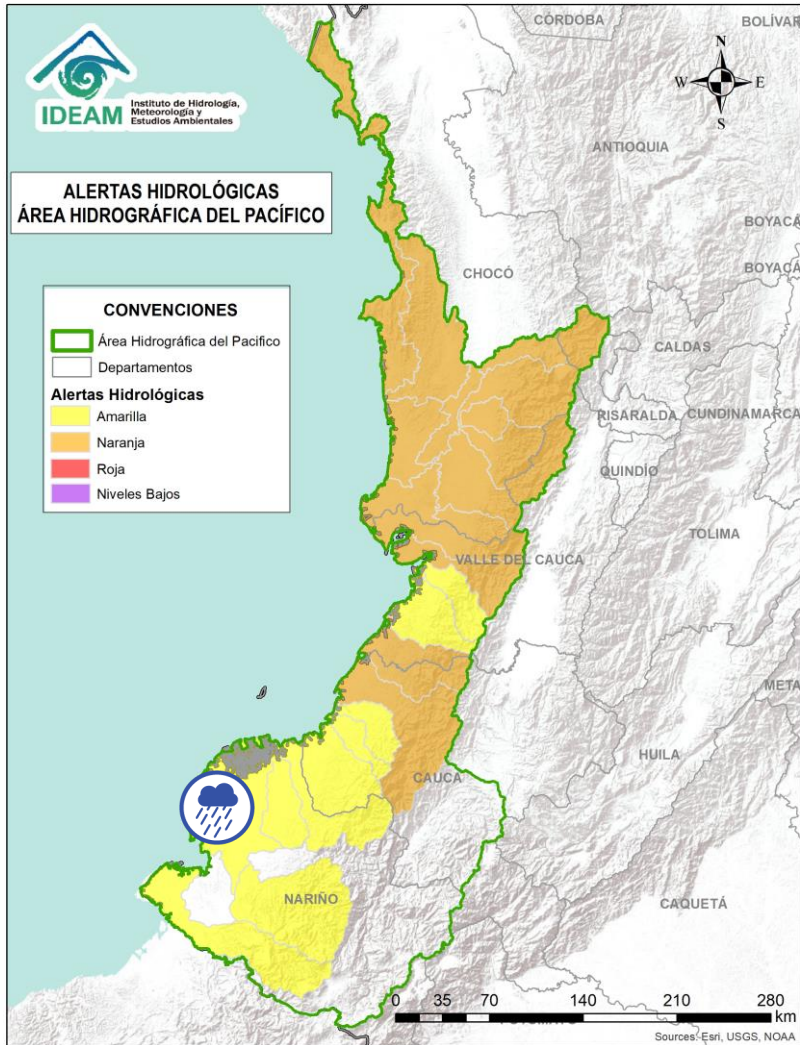 CÓRDOBA
BOLÍVAR
N
W E
S
IDEAM Instituto de Hidrología,
Meteorología y
Estudios Ambientales
ANTIOQUIA
ALERTAS HIDROLÓGICAS
ÁREA HIDROGRÁFICA DEL PACÍFICO
BOYACÁ
BOYACÁ
CHOCÓ
CONVENCIONES
Área Hidrográfica del Pacifico
Departamentos
Alertas Hidrológicas
Amarilla
Naranja
Roja
Niveles Bajos
CALDAS
RISARALDA
CUNDINAMARCA
QUINDÍO
TOLIMA
VALLE DEL CAUCA
META
HUILA
CAUCA
NARIÑO
CAQUETÁ
0 35 70 140 210 280
km
Sources: Esri, USGS, NOAA